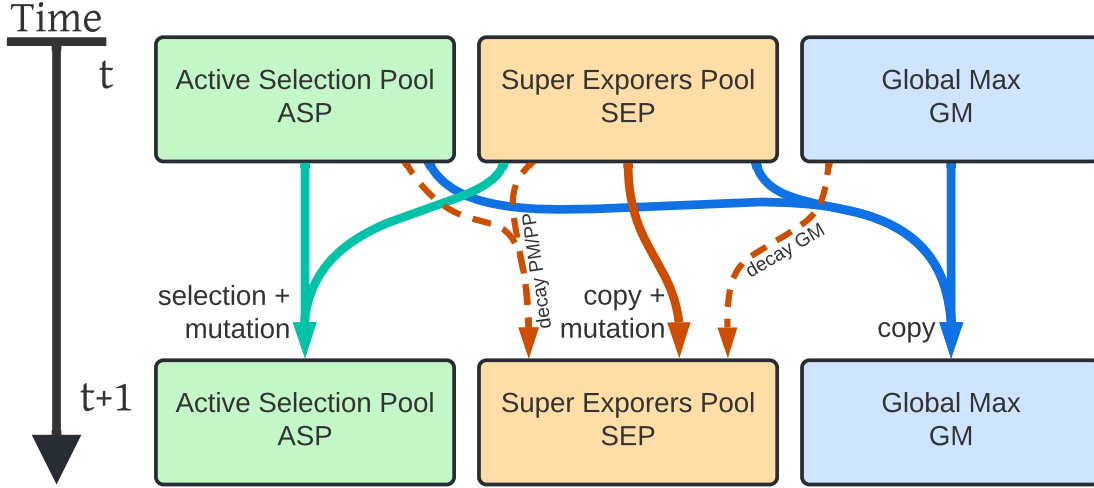 Time
t
Active Selection Pool
ASP
Super Exporers Pool
SEP
Global Max
GM
decay PM/PP
decay GM
selection +
mutation
copy +
mutation
copy
t+1
Active Selection Pool
ASP
Super Exporers Pool
SEP
Global Max
GM